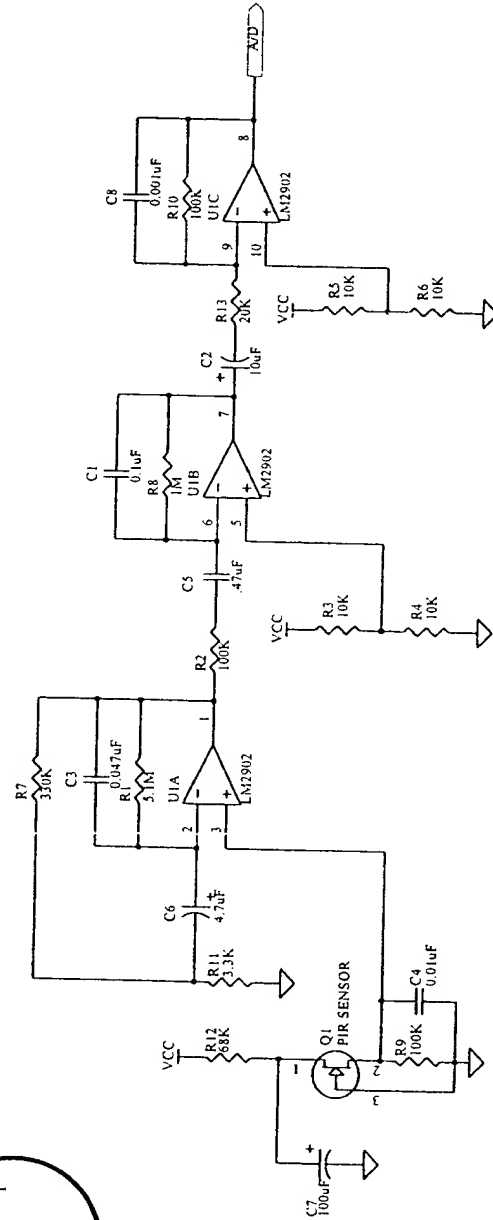 C7
100uF
VCC
R12
68K
Q1
PIR SENSOR
1
2
3
R9
100K
C4
0.01uF
R11
3.3K
C6
+
4.7uF
R7
330K
C3
0.047uF
R1
5.1M
U1A
2
3
1
-
+
LM2902
R2
100K
C5
.47uF
VCC
R3
10K
R4
10K
C1
0.1uF
R8
1M
U1B
6
5
7
-
+
LM2902
C2
+
10uF
R13
20K
VCC
R5
10K
R6
10K
C8
0.001uF
R10
100K
U1C
9
10
8
-
+
LM2902
A/D